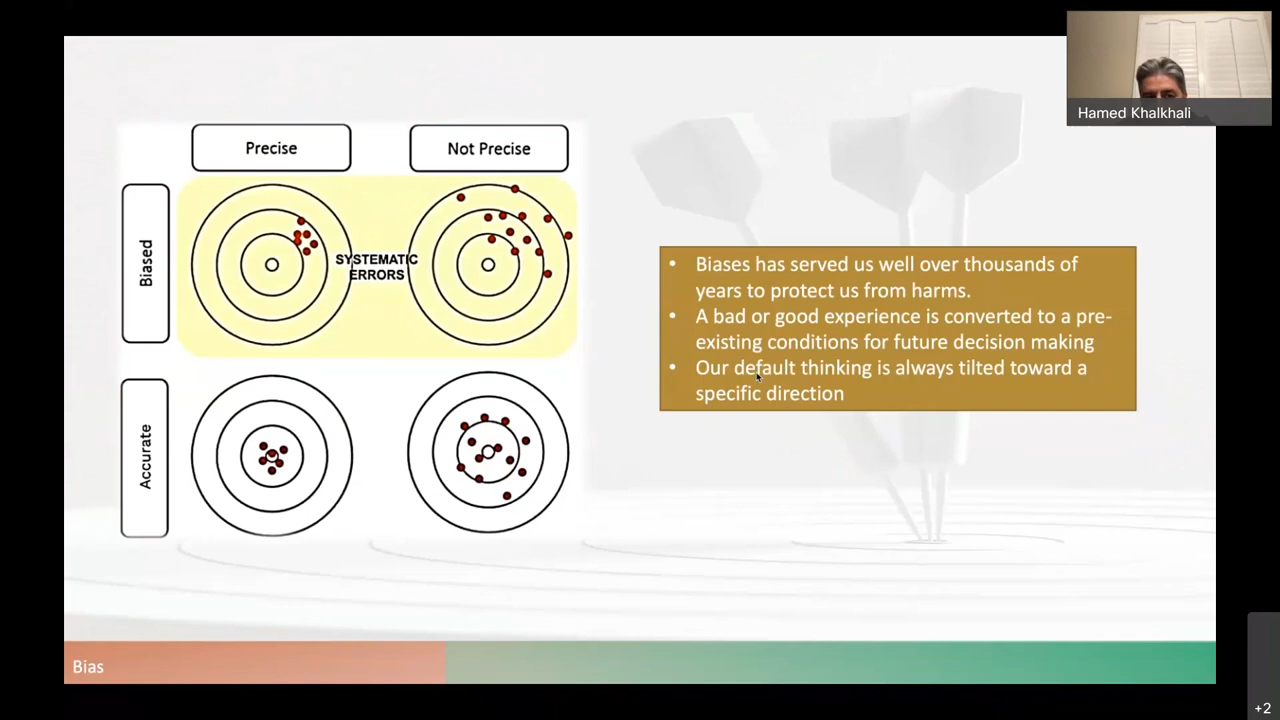 Hamed Khalkhali
Precise
Not Precise
Biased
SYSTEMATIC
ERRORS
Accurate
• Biases has served us well over thousands of
years to protect us from harms.
• A bad or good experience is converted to a pre-
existing conditions for future decision making
• Our default thinking is always tilted toward a
specific direction
Bias
+2